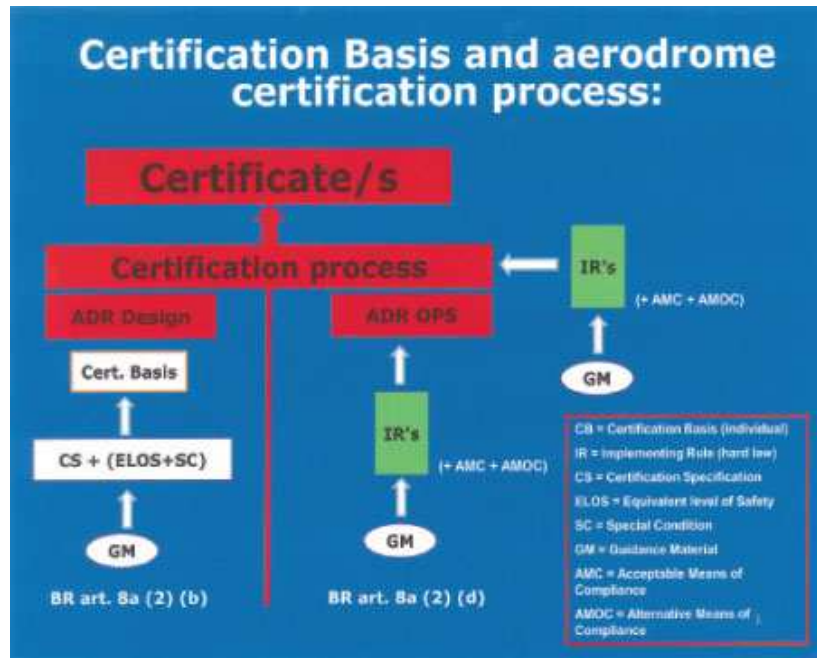 Certification Basis and aerodrome
certification process:
Certificate/s
Certification process
IR's
(+ AMC + AMOC)
GM
ADR Design
ADR OPS
Cert. Basis
IR's
(+ AMC + AMOC)
CS + (ELOS+SC)
GM
GM
BR art. 8a (2) (b)
BR art. 8a (2) (d)
CB = Certification Basis (individual)
IR = Implementing Rule (hard law)
CS = Certification Specification
ELOS = Equivalent level of Safety
SC = Special Condition
GM = Guidance Material
AMC = Acceptable Means of
Compliance
AMOC = Alternative Means of
Compliance